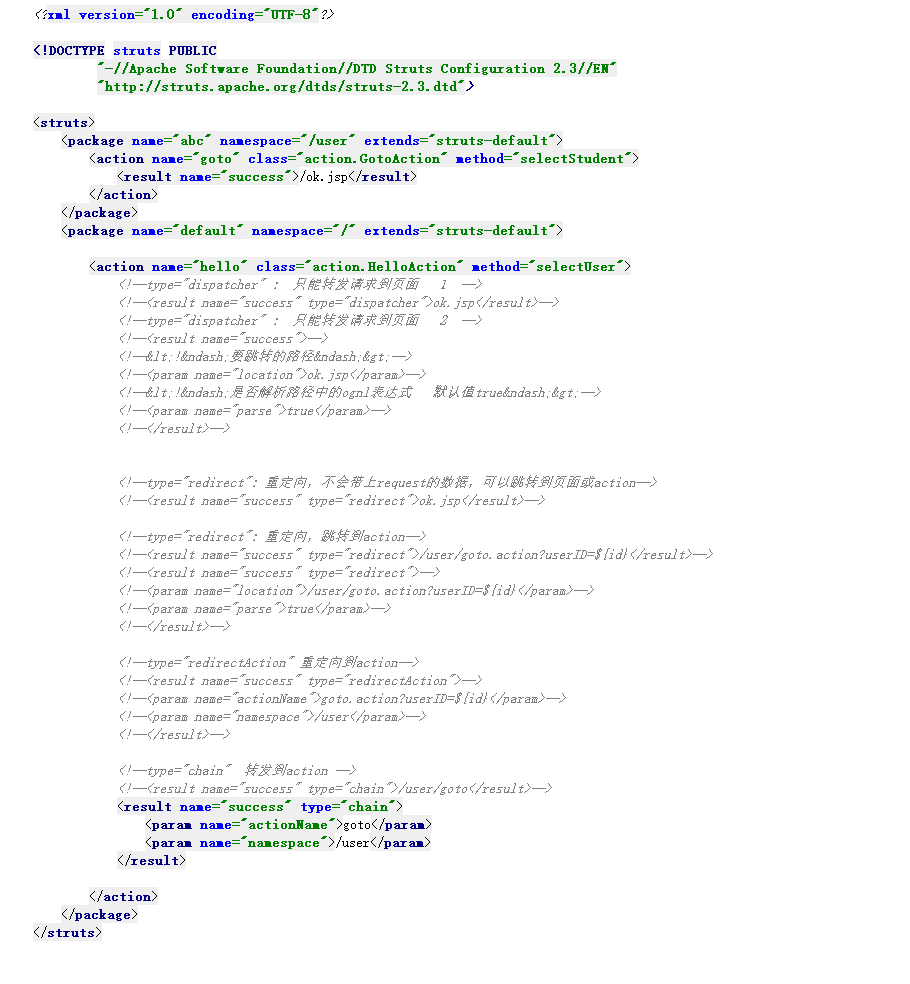 <?xml version="1.0" encoding="UTF-8"?>
<!DOCTYPE struts PUBLIC
"-//Apache Software Foundation//DTD Struts Configuration 2.3//EN"
"http://struts.apache.org/dtds/struts-2.3.dtd">
<struts>
<package name="abc" namespace="/user" extends="struts-default">
<action name="goto" class="action.GotoAction" method="selectStudent">
<result name="success">/ok.jsp</result>
</action>
</package>
<package name="default" namespace="/" extends="struts-default">
<action name="hello" class="action.HelloAction" method="selectUser">
<!--type="dispatcher" : 只能转发请求到页面 1 -->
<!--<result name="success" type="dispatcher">ok.jsp</result>-->
<!--type="dispatcher" : 只能转发请求到页面 2 -->
<!--<result name="success">-->
<!--&lt;!&ndash;要跳转的路径&ndash;&gt;-->
<!--<param name="location">ok.jsp</param>-->
<!--&lt;!&ndash;是否解析路径中的ognl表达式 默认值true&ndash;&gt;-->
<!--<param name="parse">true</param>-->
<!--</result>-->
<!--type="redirect": 重定向，不会带上request的数据，可以跳转到页面或action-->
<!--<result name="success" type="redirect">ok.jsp</result>-->
<!--type="redirect": 重定向，跳转到action-->
<!--<result name="success" type="redirect">/user/goto.action?userID=${id}</result>-->
<!--<result name="success" type="redirect">-->
<!--<param name="location">/user/goto.action?userID=${id}</param>-->
<!--<param name="parse">true</param>-->
<!--</result>-->
<!--type="redirectAction" 重定向到action-->
<!--<result name="success" type="redirectAction">-->
<!--<param name="actionName">goto.action?userID=${id}</param>-->
<!--<param name="namespace">/user</param>-->
<!--</result>-->
<!--type="chain" 转发到action -->
<!--<result name="success" type="chain">/user/goto</result>-->
<result name="success" type="chain">
<param name="actionName">goto</param>
<param name="namespace">/user</param>
</result>
</action>
</package>
</struts>